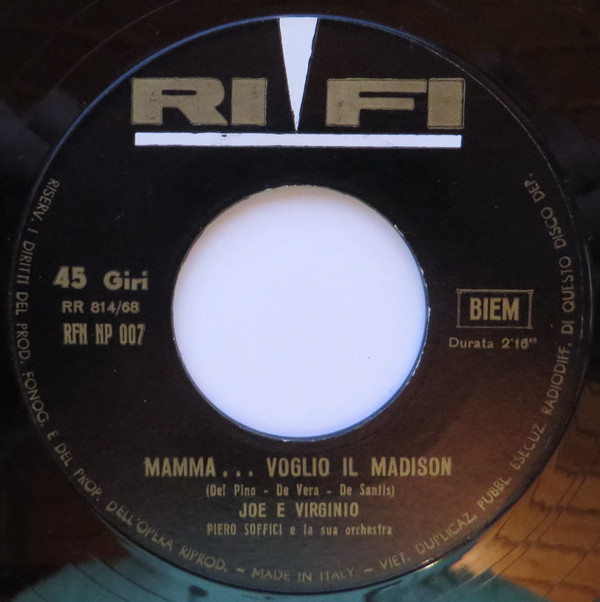 RI FI
45 Giri
RR 814/68
RFN NP 007
BIEM
Durata 2'16"
MAMMA... VOGLIO IL MADISON
(Del Pino - De Vera - De Santis)
JOE E VIRGINIO
PIERO SOFFICI e la sua orchestra
RISERV. I DIRITTI DEL PROD. FONOG. E DEL PROP. DELL'OPERA RIPROD. - MADE IN ITALY - VIET. DUPLICAZ. PUBBL. ESECUZ. RADIODIFF. DI QUESTO DISCO DEP.